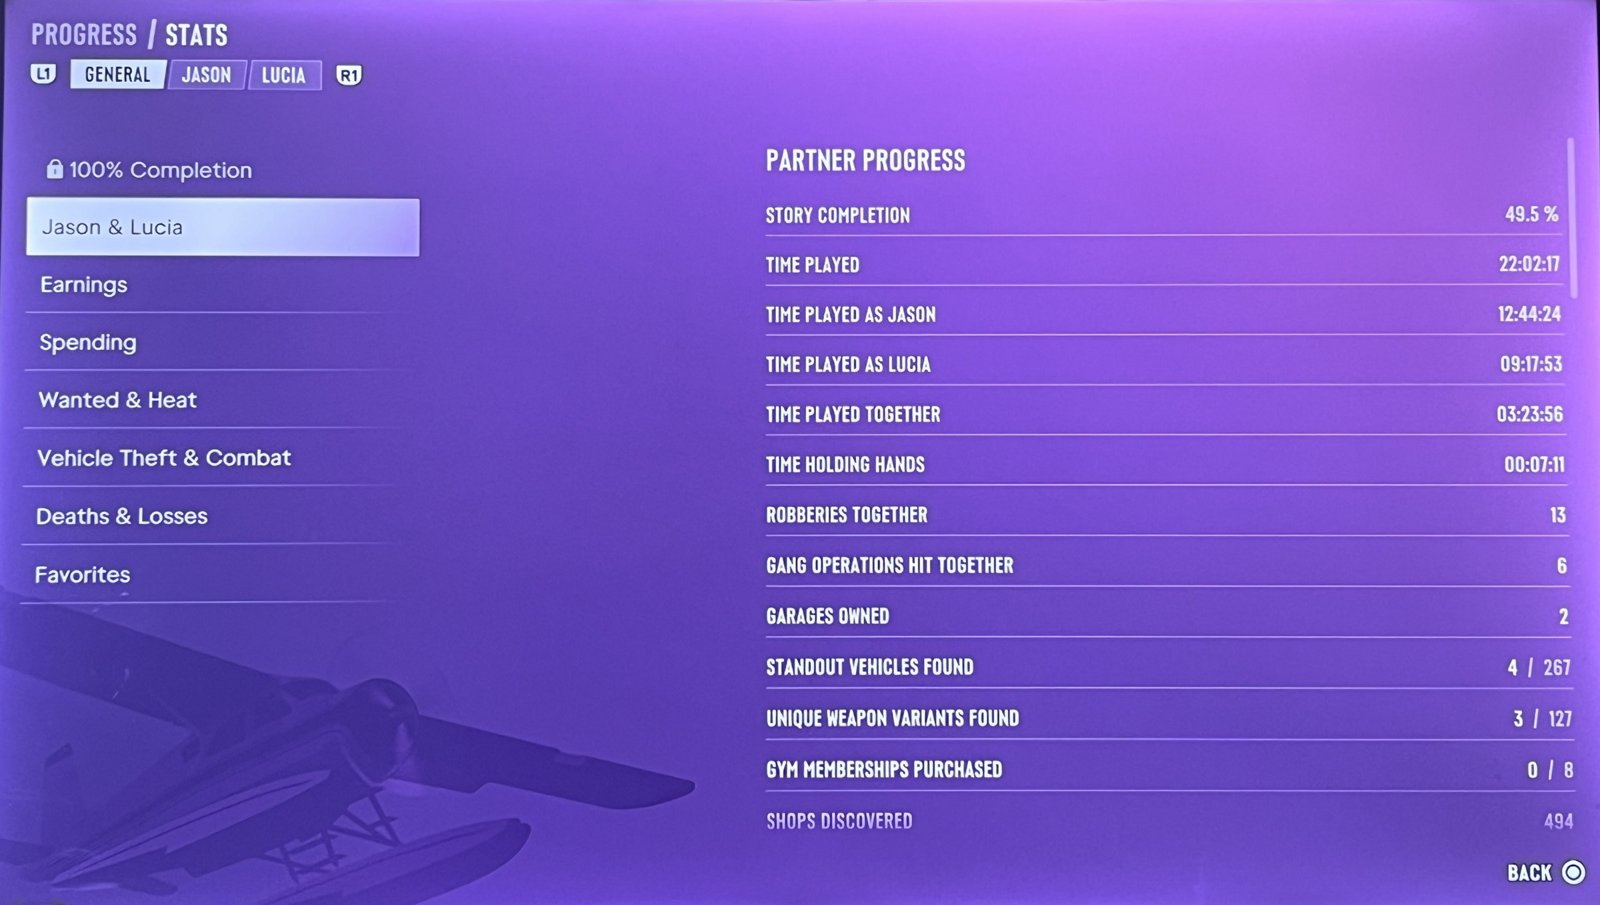 PROGRESS / STATS
L1 GENERAL JASON LUCIA R1
100% Completion
Jason & Lucia
Earnings
Spending
Wanted & Heat
Vehicle Theft & Combat
Deaths & Losses
Favorites
PARTNER PROGRESS
STORY COMPLETION 49.5 %
TIME PLAYED 22:02:17
TIME PLAYED AS JASON 12:44:24
TIME PLAYED AS LUCIA 09:17:53
TIME PLAYED TOGETHER 03:23:56
TIME HOLDING HANDS 00:07:11
ROBBERIES TOGETHER 13
GANG OPERATIONS HIT TOGETHER 6
GARAGES OWNED 2
STANDOUT VEHICLES FOUND 4 / 267
UNIQUE WEAPON VARIANTS FOUND 3 / 127
GYM MEMBERSHIPS PURCHASED 0 / 8
SHOPS DISCOVERED 494
BACK